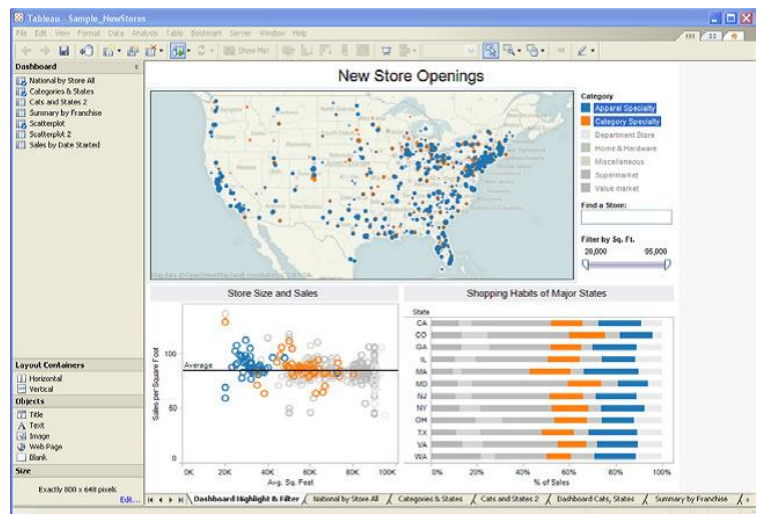 Tableau - Sample_NewStores
File Edit View Format Data Analysis Table Bookmark Server Window Help
Show Me!
Dashboard
National by Store All
Categories & States
Cats and States 2
Summary by Franchise
Scatterplot
Scatterplot 2
Sales by Date Started
New Store Openings
Category
Apparel Specialty
Category Specialty
Department Store
Home & Hardware
Miscellaneous
Supermarket
Value market
Find a Store:
Filter by Sq. Ft.
20,000 95,000
Store Size and Sales
Sales per Square Foot
100
Average
50
0
0K 20K 40K 60K 80K 100K
Avg. Sq. Feet
Shopping Habits of Major States
State
CA
CO
GA
IL
MA
MD
NJ
NY
OH
TX
VA
WA
0% 20% 40% 60% 80% 100%
% of Sales
Layout Containers
Horizontal
Vertical
Objects
Title
Text
Image
Web Page
Blank
Size
Exactly 800 x 648 pixels
Edit...
Dashboard Highlight & Filter National by Store All Categories & States Cats and States 2 Dashboard Cats, States Summary by Franchise